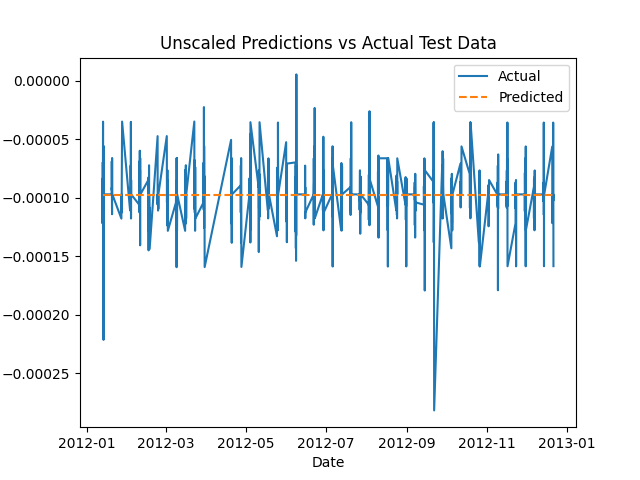 Unscaled Predictions vs Actual Test Data
Actual
Predicted
0.00000
−0.00005
−0.00010
−0.00015
−0.00020
−0.00025
2012-01 2012-03 2012-05 2012-07 2012-09 2012-11 2013-01
Date